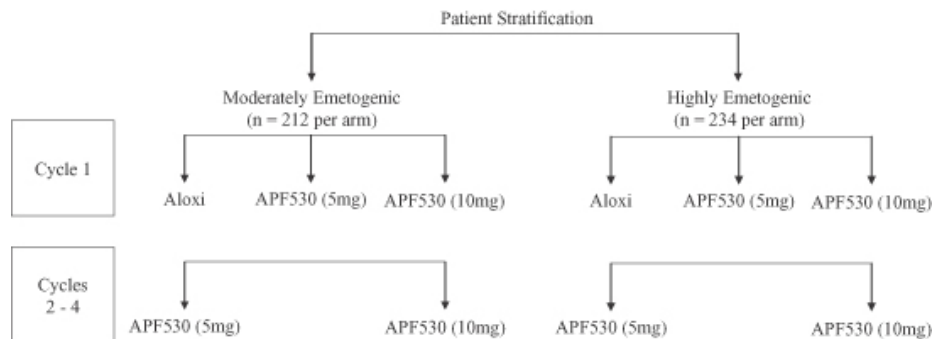 Patient Stratification
Moderately Emetogenic
(n = 212 per arm)
Highly Emetogenic
(n = 234 per arm)
Cycle 1
Aloxi
APF530 (5mg)
APF530 (10mg)
Aloxi
APF530 (5mg)
APF530 (10mg)
Cycles
2 - 4
APF530 (5mg)
APF530 (10mg)
APF530 (5mg)
APF530 (10mg)